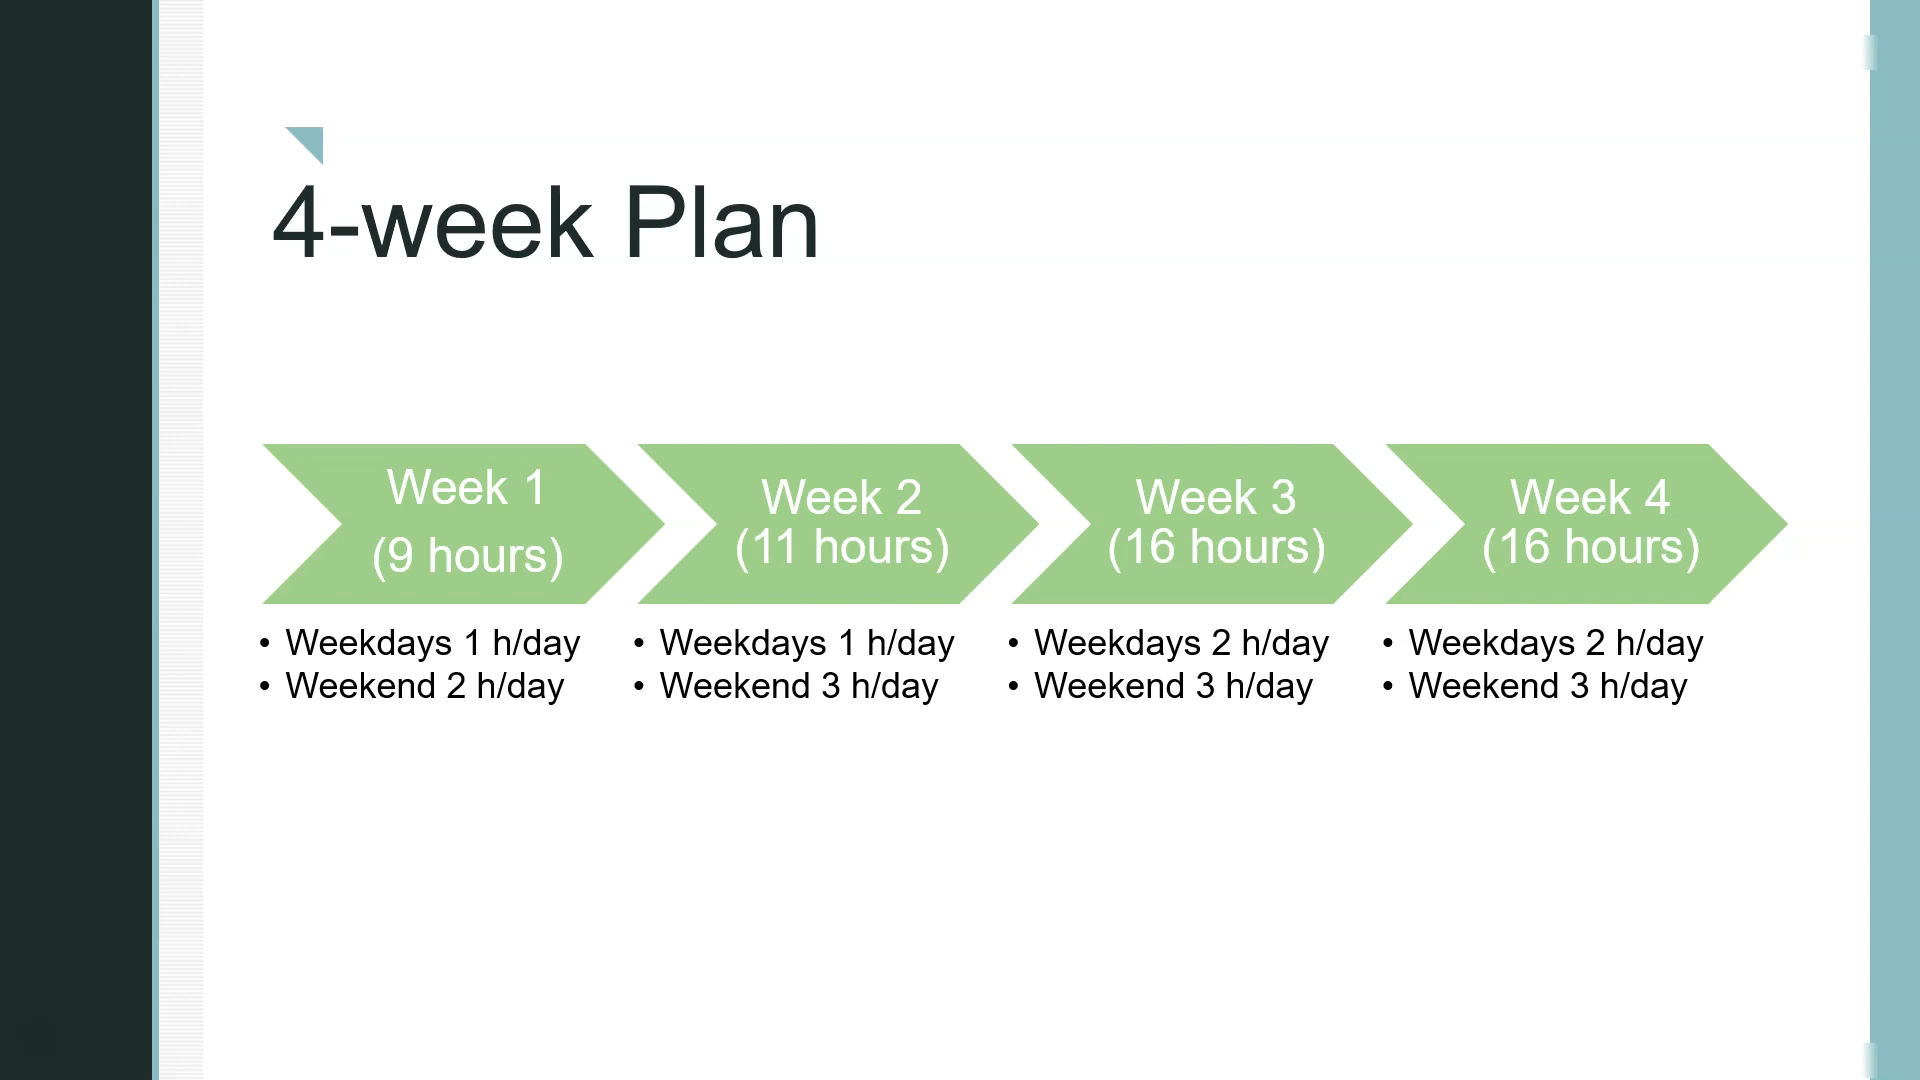 4-week Plan
Week 1
(9 hours)
• Weekdays 1 h/day
• Weekend 2 h/day
Week 2
(11 hours)
• Weekdays 1 h/day
• Weekend 3 h/day
Week 3
(16 hours)
• Weekdays 2 h/day
• Weekend 3 h/day
Week 4
(16 hours)
• Weekdays 2 h/day
• Weekend 3 h/day